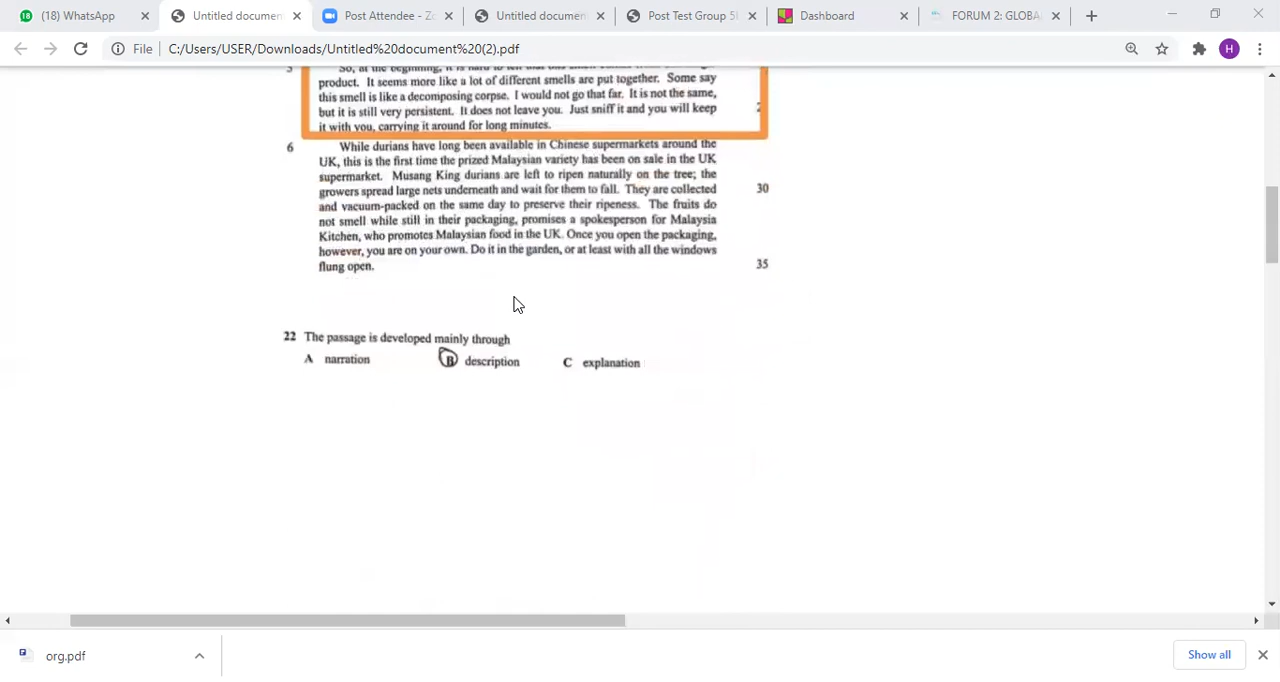 (18) WhatsApp
Untitled documen
Post Attendee - Zo
Untitled documen
Post Test Group 5
Dashboard
FORUM 2: GLOBA
File
C:/Users/USER/Downloads/Untitled%20document%20(2).pdf
product. It seems more like a lot of different smells are put together. Some say
this smell is like a decomposing corpse. I would not go that far. It is not the same,
but it is still very persistent. It does not leave you. Just sniff it and you will keep
it with you, carrying it around for long minutes.
6 While durians have long been available in Chinese supermarkets around the
UK, this is the first time the prized Malaysian variety has been on sale in the UK
supermarket. Musang King durians are left to ripen naturally on the tree; the
growers spread large nets underneath and wait for them to fall. They are collected 30
and vacuum-packed on the same day to preserve their ripeness. The fruits do
not smell while still in their packaging, promises a spokesperson for Malaysia
Kitchen, who promotes Malaysian food in the UK. Once you open the packaging,
however, you are on your own. Do it in the garden, or at least with all the windows
flung open. 35
22 The passage is developed mainly through
A narration B description C explanation
org.pdf
Show all